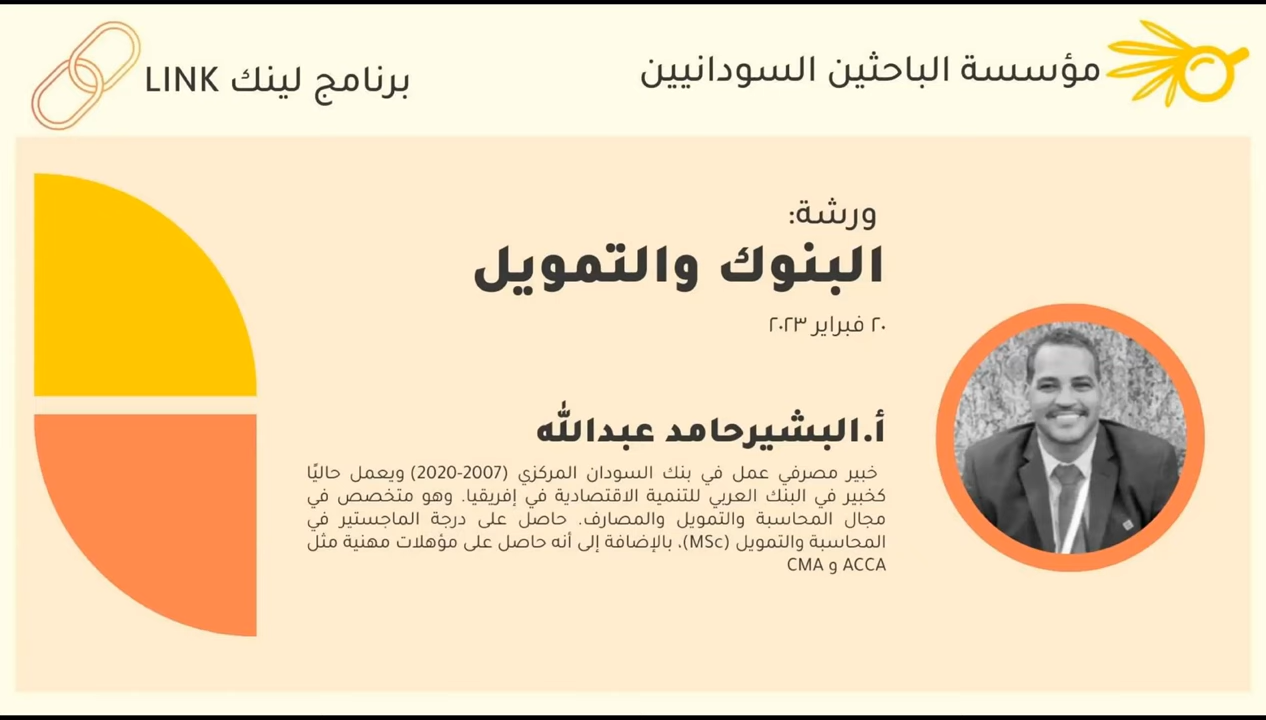 مؤسسة الباحثين السودانيين
برنامج لينك LINK
ورشة:
البنوك والتمويل
٢٠ فبراير ٢٠٢٣
أ.البشيرحامد عبدالله
خبير مصرفي عمل في بنك السودان المركزي (2007-2020) ويعمل حاليًا
كخبير في البنك العربي للتنمية الاقتصادية في إفريقيا. وهو متخصص في
مجال المحاسبة والتمويل والمصارف. حاصل على درجة الماجستير في
المحاسبة والتمويل (MSc)، بالإضافة إلى أنه حاصل على مؤهلات مهنية مثل
ACCA و CMA